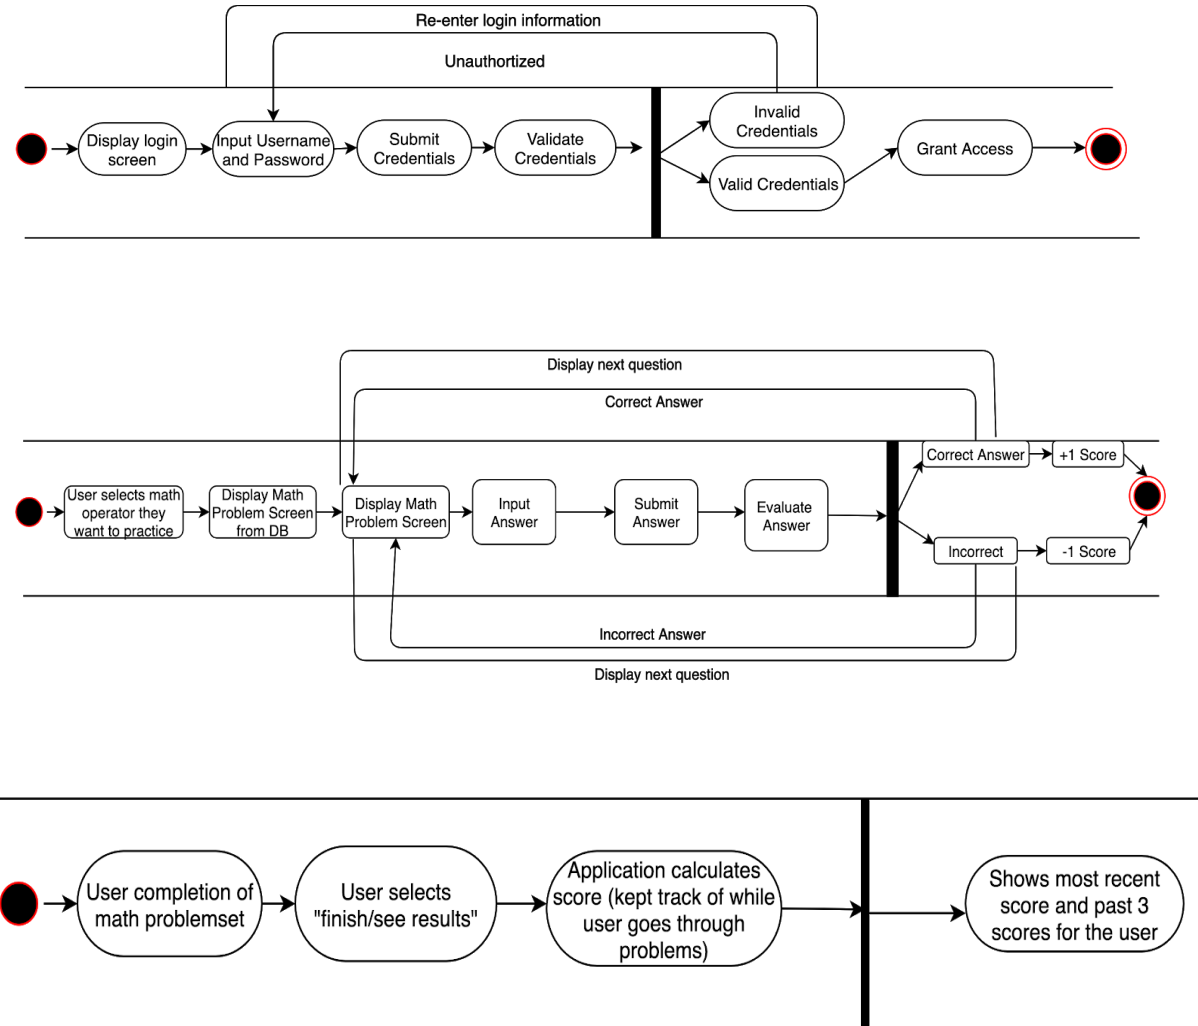 Re-enter login information
Unauthortized
Display login
screen
Input Username
and Password
Submit
Credentials
Validate
Credentials
Invalid
Credentials
Valid Credentials
Grant Access
Display next question
Correct Answer
User selects math
operator they
want to practice
Display Math
Problem Screen
from DB
Display Math
Problem Screen
Input
Answer
Submit
Answer
Evaluate
Answer
Correct Answer
+1 Score
Incorrect
-1 Score
Incorrect Answer
Display next question
User completion of
math problemset
User selects
"finish/see results"
Application calculates
score (kept track of while
user goes through
problems)
Shows most recent
score and past 3
scores for the user